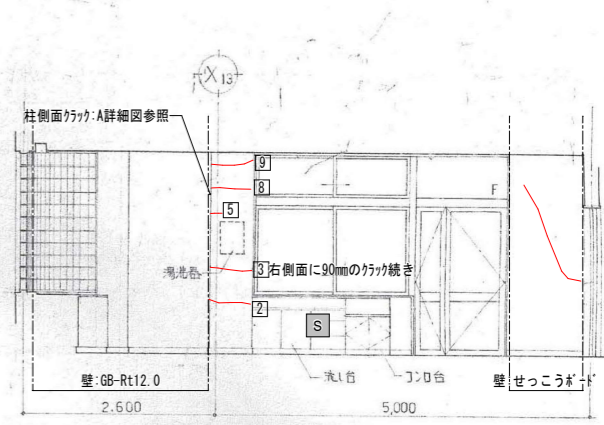 X13
柱側面クラック:A詳細図参照
9
8
F
5
湯沸器
3 右側面に90mmのクラック続き
2
S
流し台
コンロ台
壁:GB-Rt12.0
壁:せっこうボード
2.600
5,000